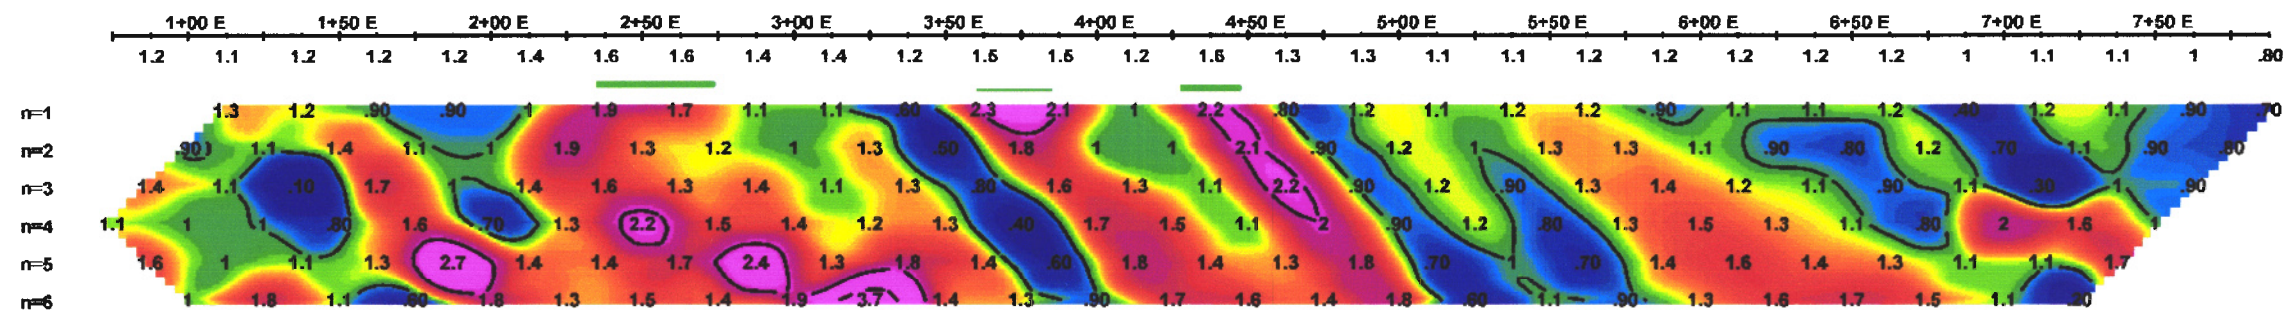 1+00 E 1+50 E 2+00 E 2+50 E 3+00 E 3+50 E 4+00 E 4+50 E 5+00 E 5+50 E 6+00 E 6+50 E 7+00 E 7+50 E
1.2 1.1 1.2 1.2 1.2 1.4 1.6 1.6 1.4 1.4 1.2 1.5 1.6 1.2 1.6 1.3 1.3 1.1 1.1 1.2 1.2 1.2 1.2 1.2 1 1.1 1.1 1 .80
n=1 1.3 1.2 .90 .90 1 1.9 1.7 1.1 1.1 .60 2.3 2.1 1 2.2 .80 1.2 1.1 1.2 1.2 .90 1.1 1.1 1.2 .40 1.2 1.1 .90 .70
n=2 .90 1.1 1.4 1.1 1 1.9 1.3 1.2 1 1.3 .50 1.8 1 1 2.1 .90 1.2 1 1.3 1.3 1.1 .90 .80 1.2 .70 1.1 .90 .80
n=3 1.4 1.1 .10 1.7 1 1.4 1.6 1.3 1.4 1.1 1.3 .80 1.6 1.3 1.1 2.2 .90 1.2 .90 1.3 1.4 1.2 1.1 .90 1.1 .30 1 .90
n=4 1.1 1 1 .80 1.6 .70 1.3 2.2 1.5 1.4 1.2 1.3 .40 1.7 1.5 1.1 2 .90 1.2 .80 1.3 1.5 1.3 1.1 .80 2 1.6 1
n=5 1.6 1 1.1 1.3 2.7 1.4 1.4 1.7 2.4 1.3 1.8 1.4 .60 1.8 1.4 1.3 1.8 .70 1 .70 1.4 1.6 1.4 1.3 1.1 1.1 1.7
n=6 1 1.8 1.1 .60 1.8 1.3 1.5 1.4 1.9 3.7 1.4 1.3 .90 1.7 1.6 1.4 1.8 .60 1.1 .90 1.3 1.6 1.7 1.5 1.1 .20